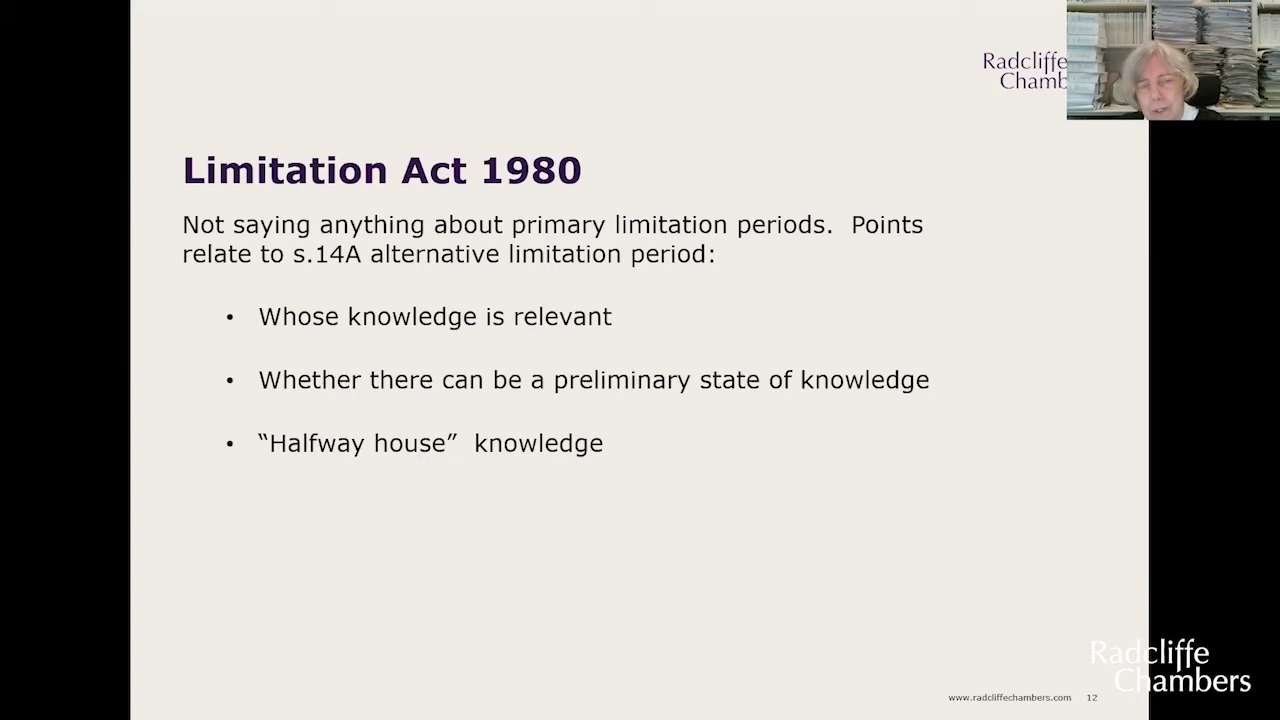 Radcliffe
Chamb
Limitation Act 1980
Not saying anything about primary limitation periods.  Points
relate to s.14A alternative limitation period:
• Whose knowledge is relevant
• Whether there can be a preliminary state of knowledge
• “Halfway house”  knowledge
www.radcliffechambers.com 12
Radcliffe
Chambers